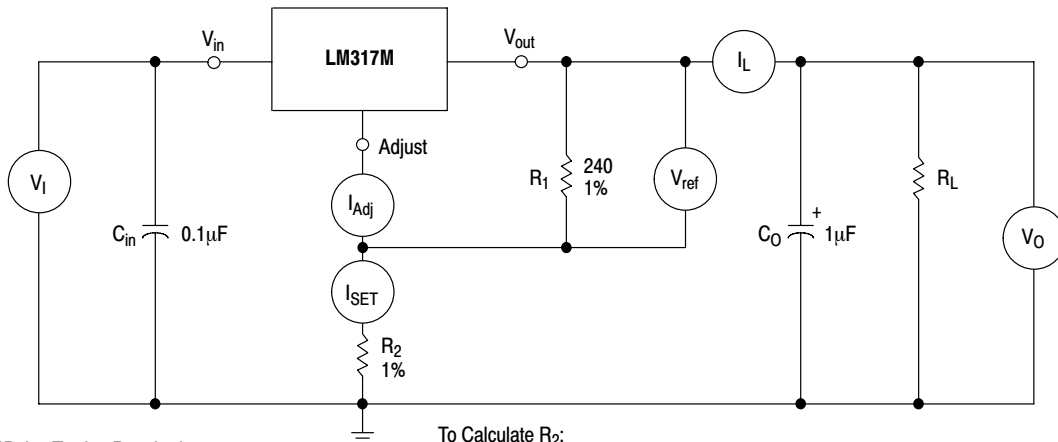 LM317M
V_in
V_out
I_L
Adjust
V_I
C_in 0.1μF
I_Adj
R_1 240
1%
V_ref
C_O + 1μF
R_L
V_O
I_SET
R_2
1%
To Calculate R_2: